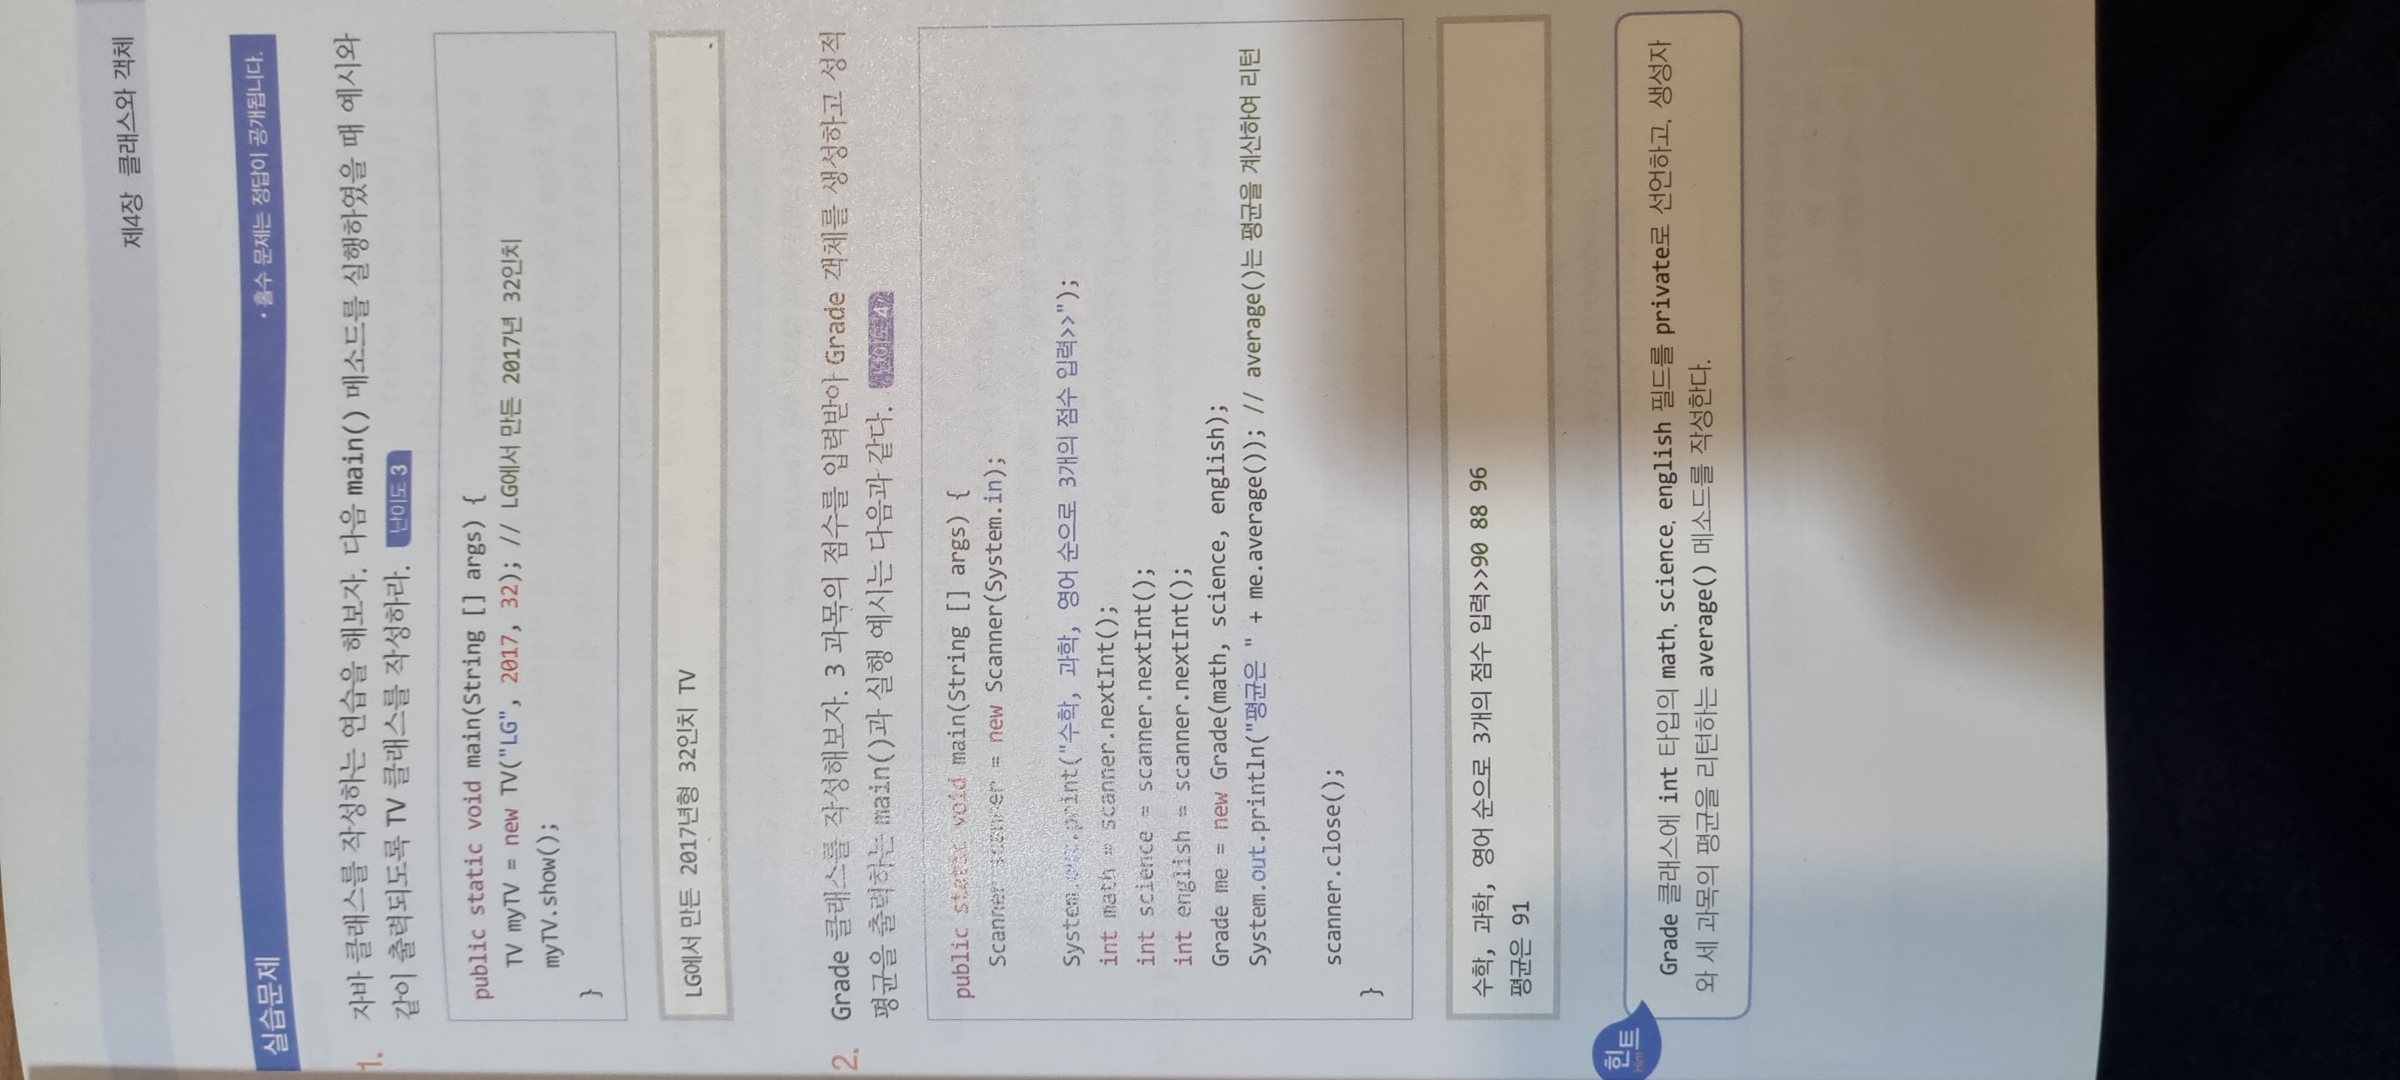 제4장 클래스와 객체
실습문제
• 홀수 문제는 정답이 공개됩니다.
1. 자바 클래스를 작성하는 연습을 해보자. 다음 main() 메소드를 실행하였을 때 예시와
같이 출력되도록 TV 클래스를 작성하라. 난이도 3
public static void main(String [] args) {
TV myTV = new TV("LG", 2017, 32); // LG에서 만든 2017년 32인치
myTV.show();
}
LG에서 만든 2017년형 32인치 TV
2. Grade 클래스를 작성해보자. 3 과목의 점수를 입력받아 Grade 객체를 생성하고 성적
평균을 출력하는 main()과 실행 예시는 다음과 같다. 난이도 4
public static void main(String [] args) {
Scanner scanner = new Scanner(System.in);
System.out.print("수학, 과학, 영어 순으로 3개의 점수 입력>>");
int math = scanner.nextInt();
int science = scanner.nextInt();
int english = scanner.nextInt();
Grade me = new Grade(math, science, english);
System.out.println("평균은 " + me.average()); // average()는 평균을 계산하여 리턴
scanner.close();
}
수학, 과학, 영어 순으로 3개의 점수 입력>>90 88 96
평균은 91
힌트
Hint
Grade 클래스에 int 타입의 math, science, english 필드를 private로 선언하고, 생성자
와 세 과목의 평균을 리턴하는 average() 메소드를 작성한다.